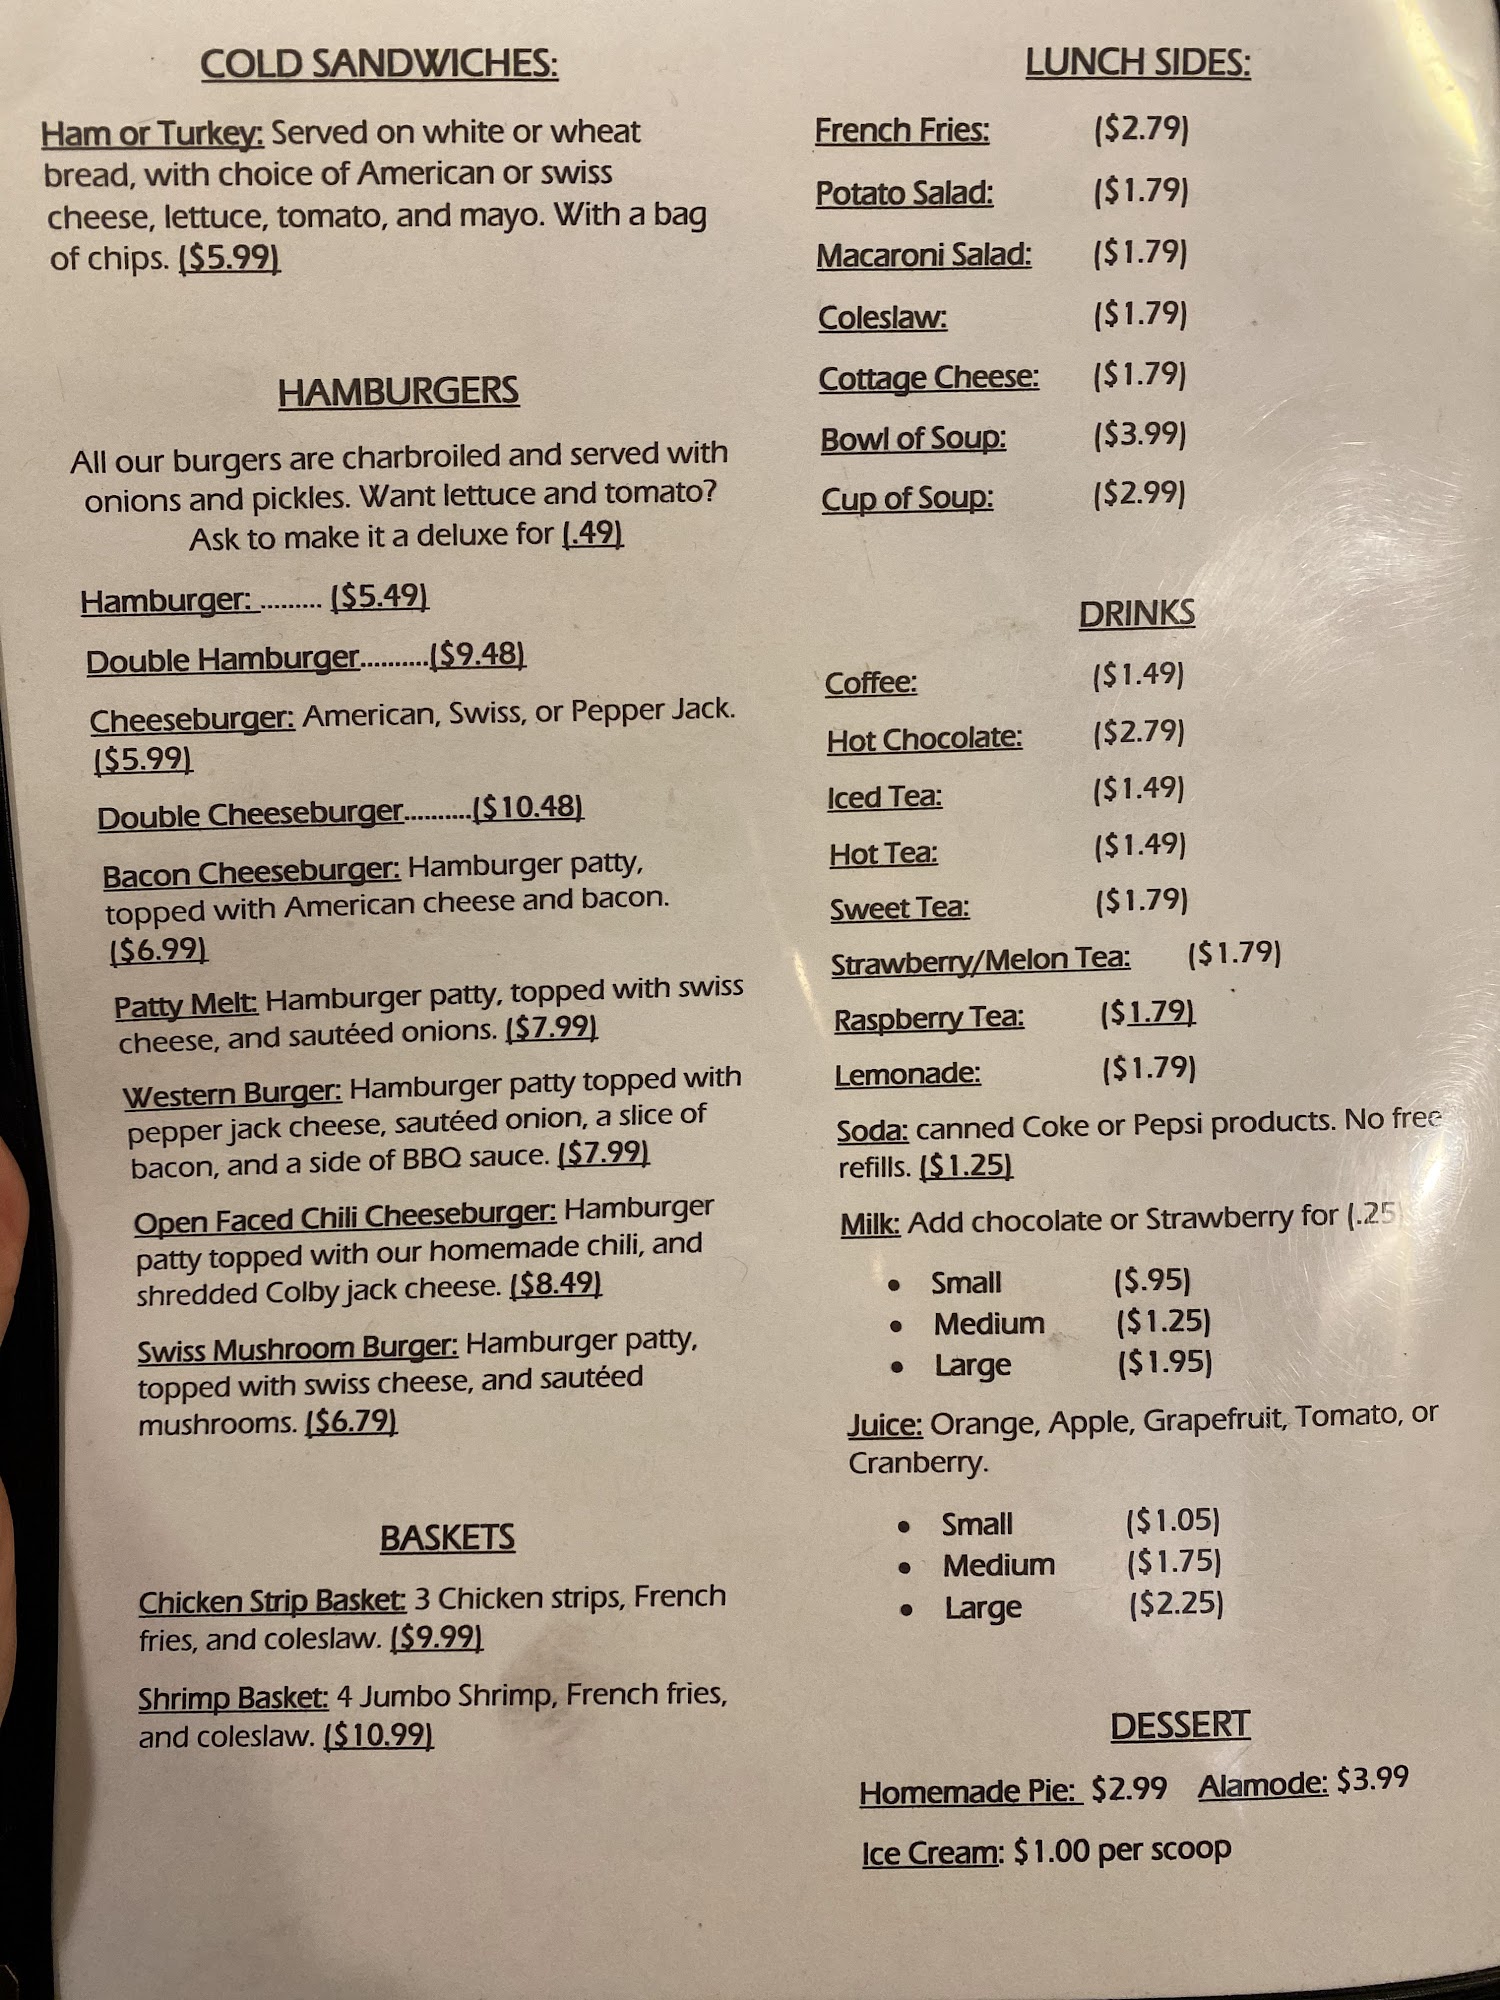 COLD SANDWICHES:
Ham or Turkey: Served on white or wheat
bread, with choice of American or swiss
cheese, lettuce, tomato, and mayo. With a bag
of chips. ($5.99)
HAMBURGERS
All our burgers are charbroiled and served with
onions and pickles. Want lettuce and tomato?
Ask to make it a deluxe for (.49)
Hamburger: ......... ($5.49)
Double Hamburger..........($9.48)
Cheeseburger: American, Swiss, or Pepper Jack.
($5.99)
Double Cheeseburger..........($10.48)
Bacon Cheeseburger: Hamburger patty,
topped with American cheese and bacon.
($6.99)
Patty Melt: Hamburger patty, topped with swiss
cheese, and sautéed onions. ($7.99)
Western Burger: Hamburger patty topped with
pepper jack cheese, sautéed onion, a slice of
bacon, and a side of BBQ sauce. ($7.99)
Open Faced Chili Cheeseburger: Hamburger
patty topped with our homemade chili, and
shredded Colby jack cheese. ($8.49)
Swiss Mushroom Burger: Hamburger patty,
topped with swiss cheese, and sautéed
mushrooms. ($6.79)
BASKETS
Chicken Strip Basket: 3 Chicken strips, French
fries, and coleslaw. ($9.99)
Shrimp Basket: 4 Jumbo Shrimp, French fries,
and coleslaw. ($10.99)
LUNCH SIDES:
French Fries: ($2.79)
Potato Salad: ($1.79)
Macaroni Salad: ($1.79)
Coleslaw: ($1.79)
Cottage Cheese: ($1.79)
Bowl of Soup: ($3.99)
Cup of Soup: ($2.99)
DRINKS
Coffee: ($1.49)
Hot Chocolate: ($2.79)
Iced Tea: ($1.49)
Hot Tea: ($1.49)
Sweet Tea: ($1.79)
Strawberry/Melon Tea: ($1.79)
Raspberry Tea: ($1.79)
Lemonade: ($1.79)
Soda: canned Coke or Pepsi products. No free
refills. ($1.25)
Milk: Add chocolate or Strawberry for (.25)
• Small ($.95)
• Medium ($1.25)
• Large ($1.95)
Juice: Orange, Apple, Grapefruit, Tomato, or
Cranberry.
• Small ($1.05)
• Medium ($1.75)
• Large ($2.25)
DESSERT
Homemade Pie: $2.99 Alamode: $3.99
Ice Cream: $1.00 per scoop